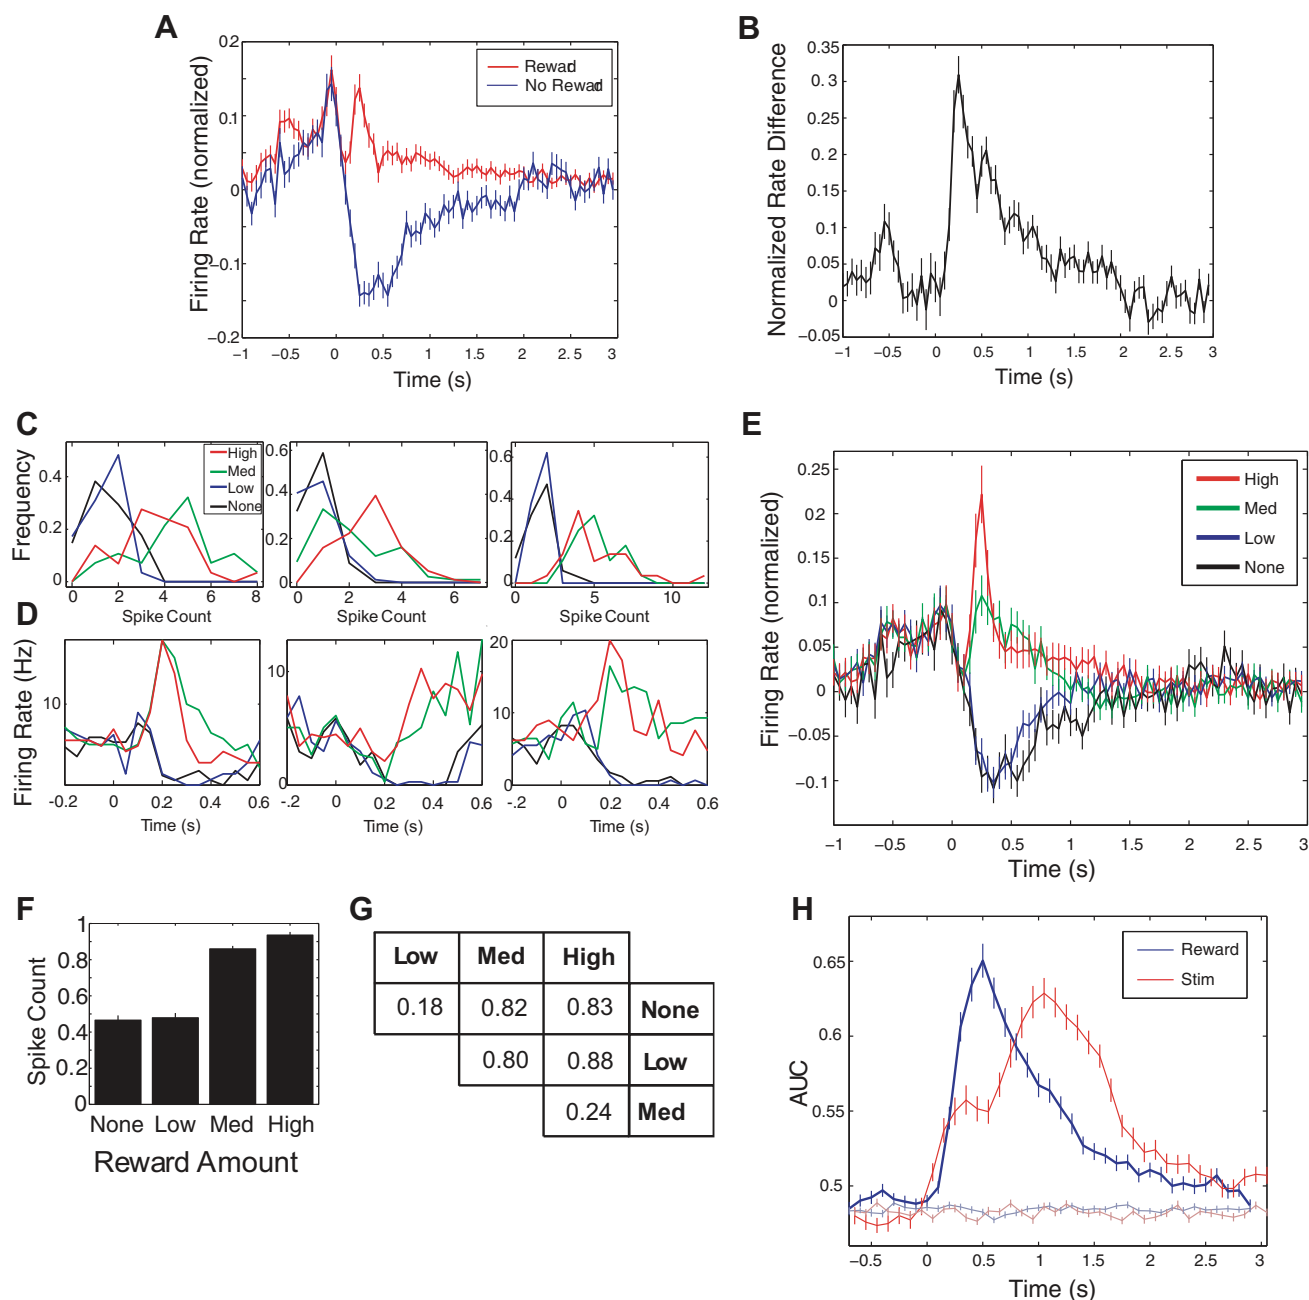 A
0.2
0.1
0
−0.1
−0.2
Firing Rate (normalized)
Reward
No Reward
−1 −0.5 0 0.5 1 1.5 2 2.5 3
Time (s)
B
0.35
0.3
0.25
0.2
0.15
0.1
0.05
0
−0.05
Normalized Rate Difference
−1 −0.5 0 0.5 1 1.5 2 2.5 3
Time (s)
C
Frequency
0.4
0.2
0
High
Med
Low
None
0 2 4 6 8
Spike Count
0.6
0.4
0.2
0
0 2 4 6
Spike Count
0.6
0.4
0.2
0
0 5 10
Spike Count
D
Firing Rate (Hz)
10
0
-0.2 0 0.2 0.4 0.6
Time (s)
10
0
-.2 0 0.2 0.4 0.6
Time (s)
20
10
0
-.2 0 0.2 0.4 0.6
Time (s)
E
0.25
0.2
0.15
0.1
0.05
0
−0.05
−0.1
Firing Rate (normalized)
High
Med
Low
None
−1 −0.5 0 0.5 1 1.5 2 2.5 3
Time (s)
F
1
0.8
0.6
0.4
0.2
0
Spike Count
None Low Med High
Reward Amount
G
Low Med High
0.18 0.82 0.83 None
0.80 0.88 Low
0.24 Med
H
0.65
0.6
0.55
0.5
AUC
Reward
Stim
−0.5 0 0.5 1 1.5 2 2.5 3
Time (s)